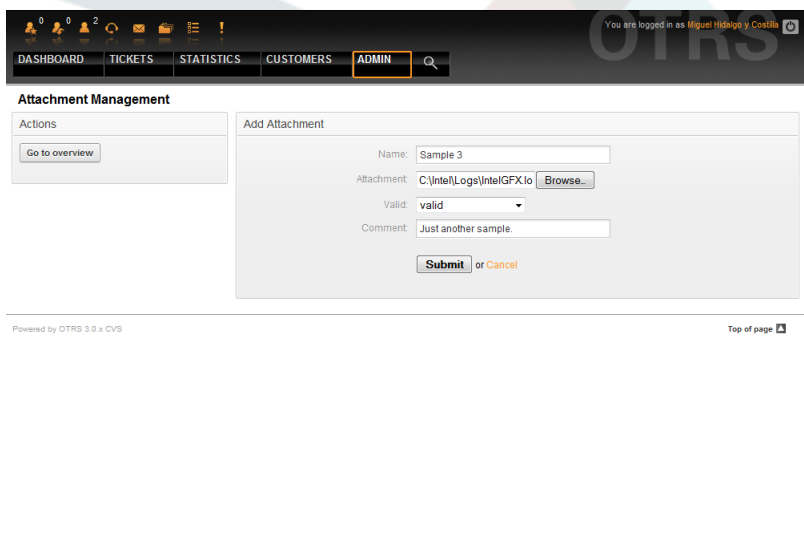 0 0 2
You are logged in as Miguel Hidalgo y Costilla
OTRS
DASHBOARD TICKETS STATISTICS CUSTOMERS ADMIN
Attachment Management
Actions
Go to overview
Add Attachment
Name: Sample 3
Attachment: C:\Intel\Logs\IntelGFX.lo Browse..
Valid: valid
Comment: Just another sample.
Submit or Cancel
Powered by OTRS 3.0.x CVS
Top of page